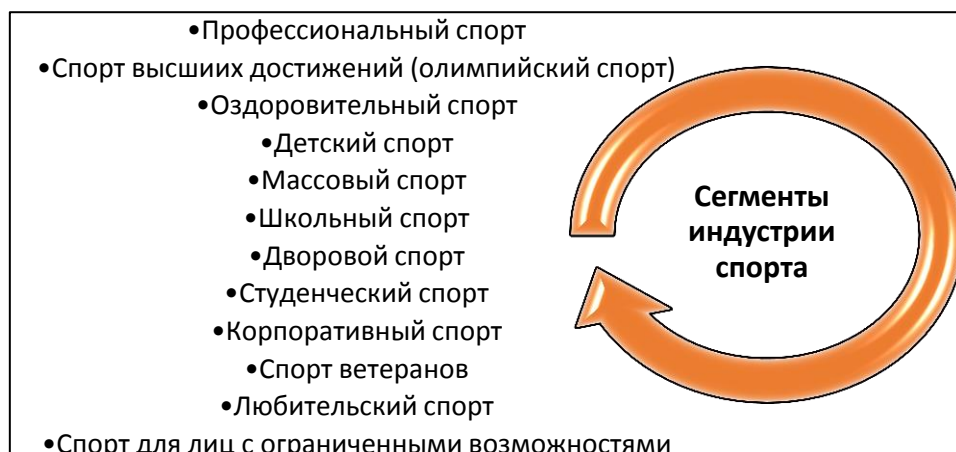 •Профессиональный спорт
•Спорт высшиих достижений (олимпийский спорт)
•Оздоровительный спорт
•Детский спорт
•Массовый спорт
•Школьный спорт
•Дворовой спорт
•Студенческий спорт
•Корпоративный спорт
•Спорт ветеранов
•Любительский спорт
•Спорт для лиц с ограниченными возможностями
Сегменты
индустрии
спорта